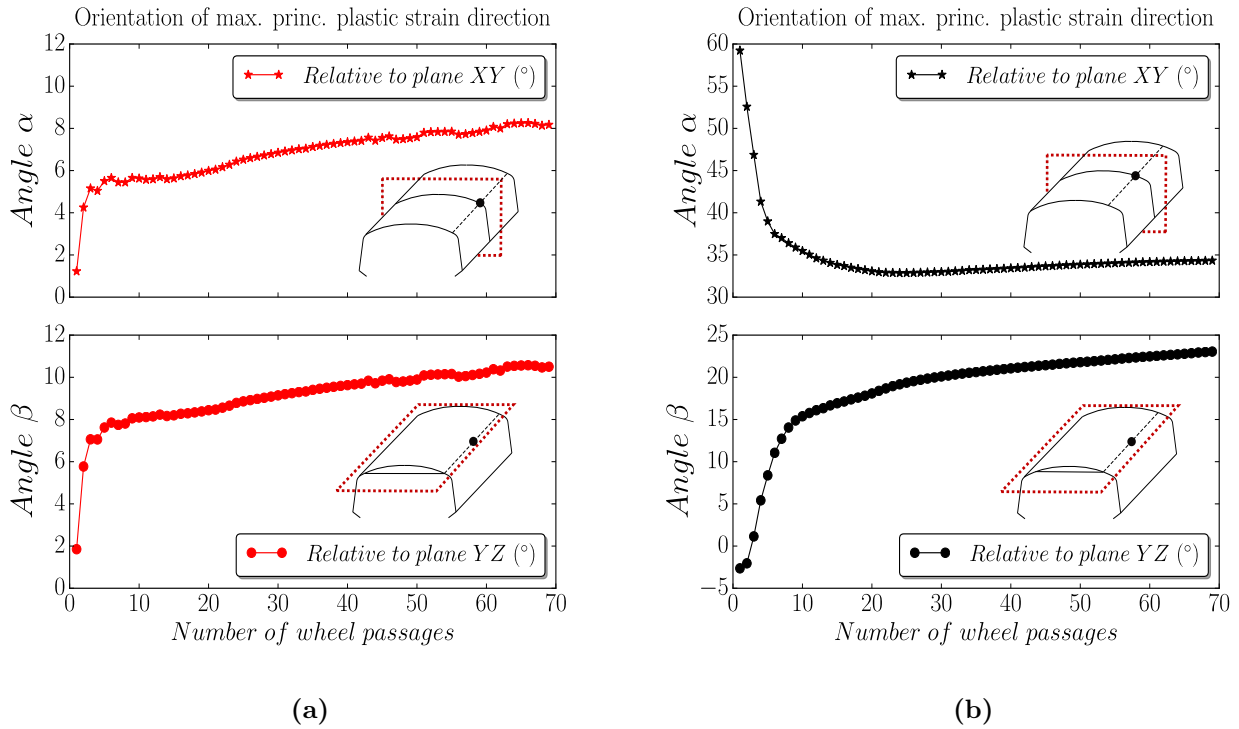 Orientation of max. princ. plastic strain direction
12
10
8
6
4
2
0
Angle α
Relative to plane XY (°)
12
10
8
6
4
2
0
Angle β
Relative to plane YZ (°)
0 10 20 30 40 50 60 70
Number of wheel passages
(a)
Orientation of max. princ. plastic strain direction
60
55
50
45
40
35
30
Angle α
Relative to plane XY (°)
25
20
15
10
5
0
−5
Angle β
Relative to plane YZ (°)
0 10 20 30 40 50 60 70
Number of wheel passages
(b)